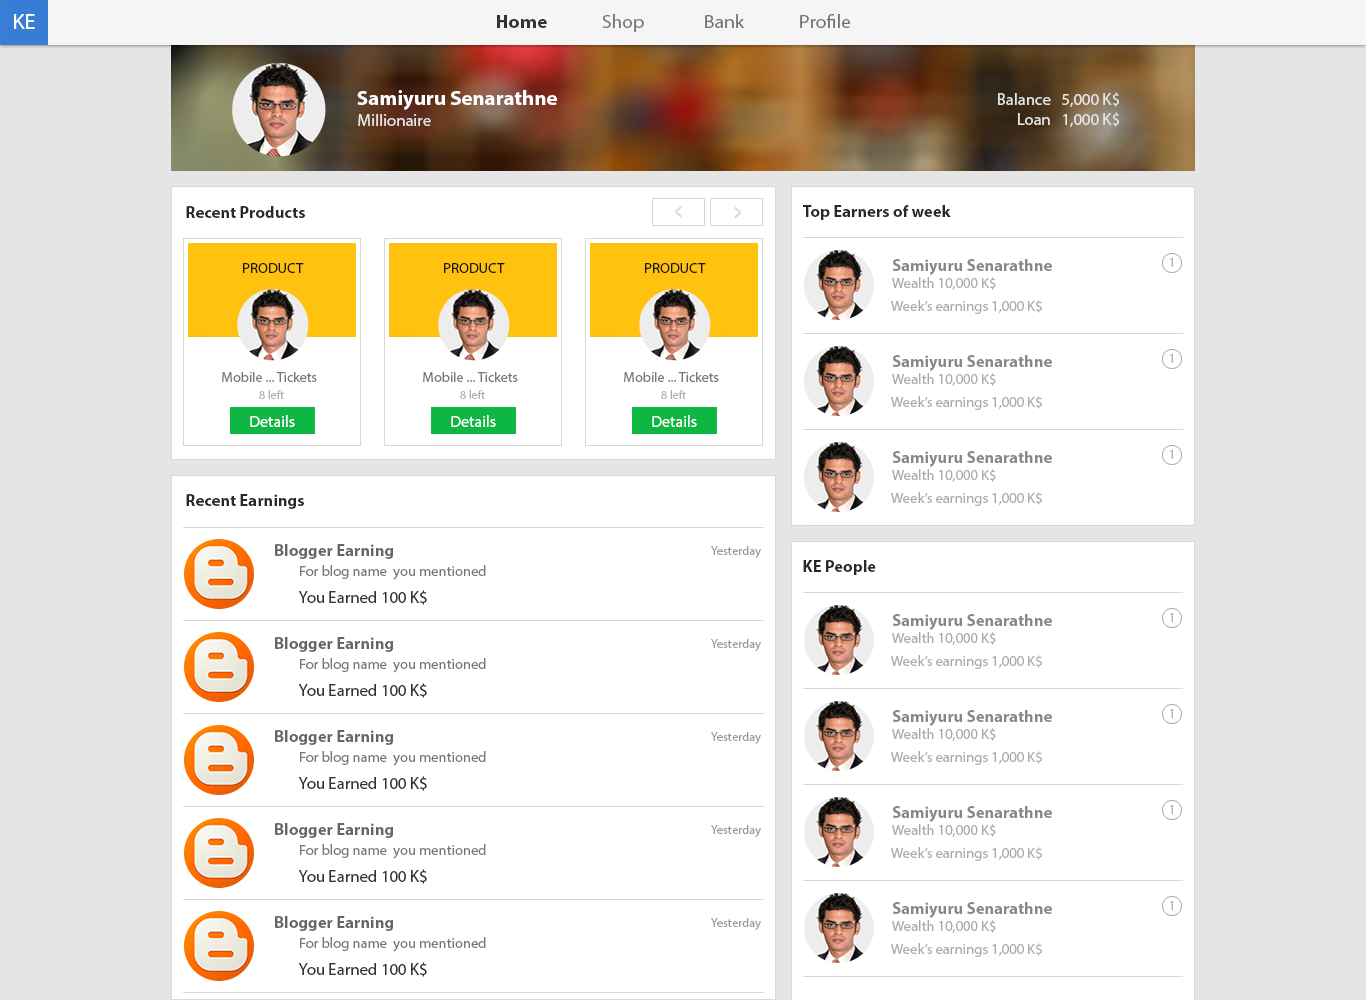 KE
Home Shop Bank Profile
Samiyuru Senarathne
Millionaire
Balance 5,000 K$
Loan 1,000 K$
Recent Products
PRODUCT
Mobile ... Tickets
8 left
Details
PRODUCT
Mobile ... Tickets
8 left
Details
PRODUCT
Mobile ... Tickets
8 left
Details
Recent Earnings
Blogger Earning Yesterday
For blog name you mentioned
You Earned 100 K$
Blogger Earning Yesterday
For blog name you mentioned
You Earned 100 K$
Blogger Earning Yesterday
For blog name you mentioned
You Earned 100 K$
Blogger Earning Yesterday
For blog name you mentioned
You Earned 100 K$
Blogger Earning Yesterday
For blog name you mentioned
You Earned 100 K$
Top Earners of week
Samiyuru Senarathne 1
Wealth 10,000 K$
Week’s earnings 1,000 K$
Samiyuru Senarathne 1
Wealth 10,000 K$
Week’s earnings 1,000 K$
Samiyuru Senarathne 1
Wealth 10,000 K$
Week’s earnings 1,000 K$
KE People
Samiyuru Senarathne 1
Wealth 10,000 K$
Week’s earnings 1,000 K$
Samiyuru Senarathne 1
Wealth 10,000 K$
Week’s earnings 1,000 K$
Samiyuru Senarathne 1
Wealth 10,000 K$
Week’s earnings 1,000 K$
Samiyuru Senarathne 1
Wealth 10,000 K$
Week’s earnings 1,000 K$